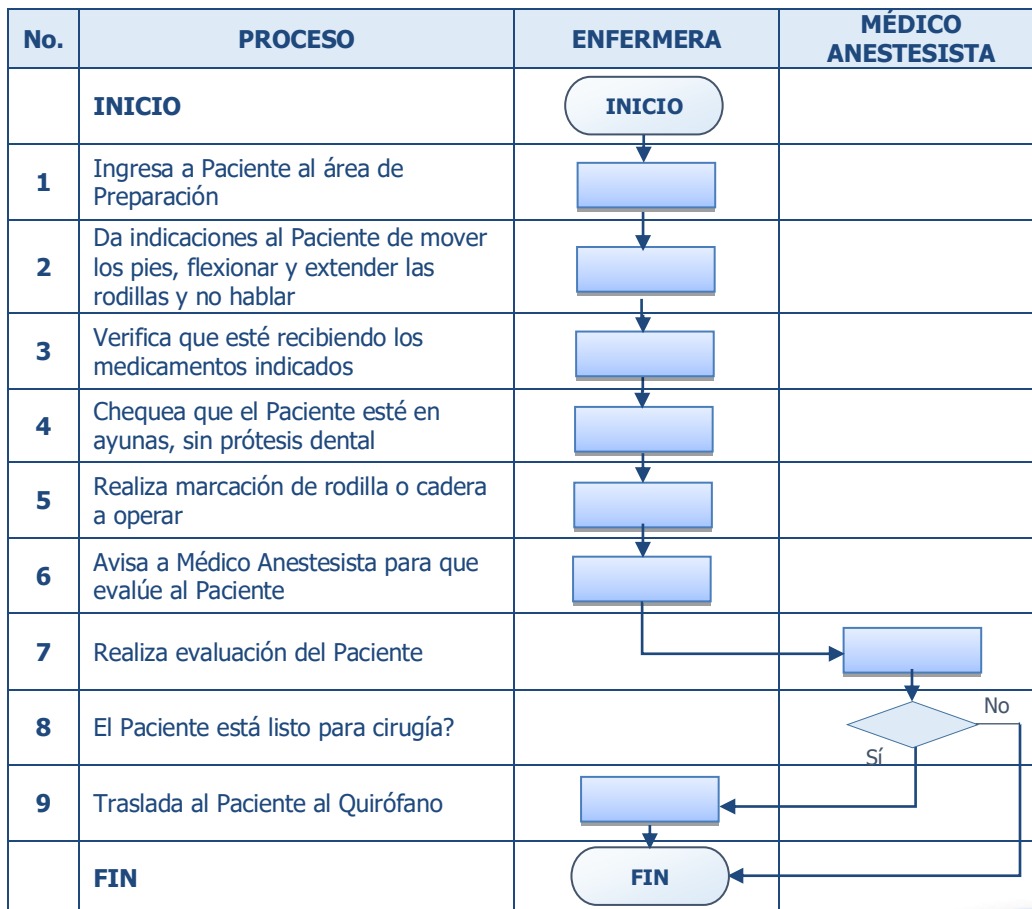 No.
PROCESO
ENFERMERA
MÉDICO
ANESTESISTA
INICIO
INICIO
1
Ingresa a Paciente al área de
Preparación
2
Da indicaciones al Paciente de mover
los pies, flexionar y extender las
rodillas y no hablar
3
Verifica que esté recibiendo los
medicamentos indicados
4
Chequea que el Paciente esté en
ayunas, sin prótesis dental
5
Realiza marcación de rodilla o cadera
a operar
6
Avisa a Médico Anestesista para que
evalúe al Paciente
7
Realiza evaluación del Paciente
8
El Paciente está listo para cirugía?
No
Sí
9
Traslada al Paciente al Quirófano
FIN
FIN